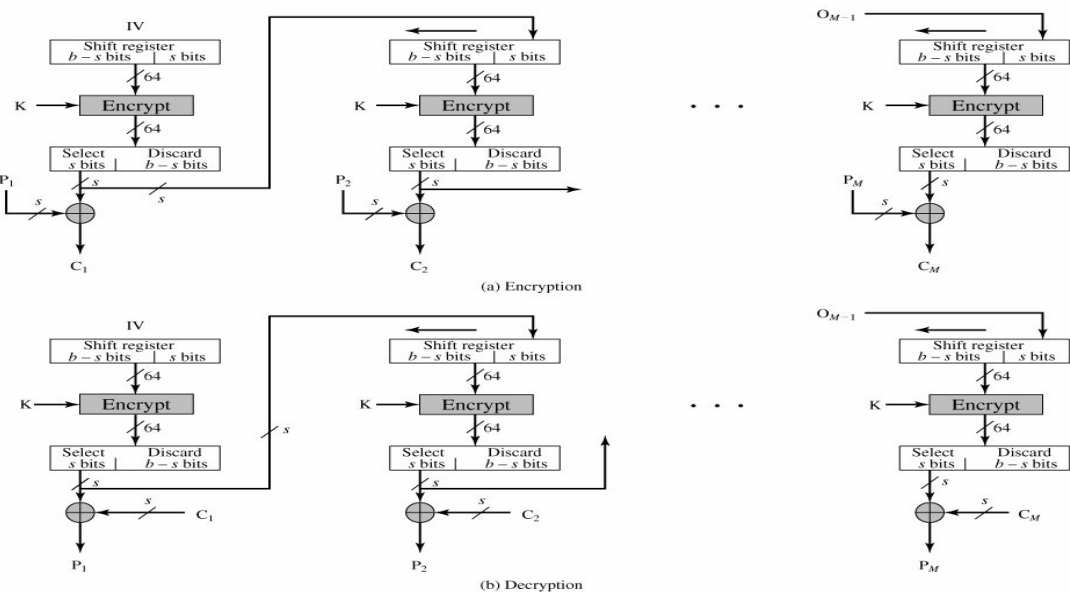 IV
O_{M−1}
Shift register
Shift register
Shift register
b − s bits | s bits
b − s bits | s bits
b − s bits | s bits
64
64
64
K
Encrypt
K
Encrypt
. . .
K
Encrypt
64
64
64
Select Discard
Select Discard
Select Discard
s bits | b − s bits
s bits | b − s bits
s bits | b − s bits
P₁
s
s
P₂
s
P_M
s
s
s
s
C₁
C₂
C_M
(a) Encryption
IV
O_{M−1}
Shift register
Shift register
Shift register
b − s bits | s bits
b − s bits | s bits
b − s bits | s bits
64
64
64
K
Encrypt
K
Encrypt
. . .
K
Encrypt
64
s
64
64
Select Discard
Select Discard
Select Discard
s bits | b − s bits
s bits | b − s bits
s bits | b − s bits
s
s
s
s
C₁
s
C₂
s
C_M
P₁
P₂
P_M
(b) Decryption